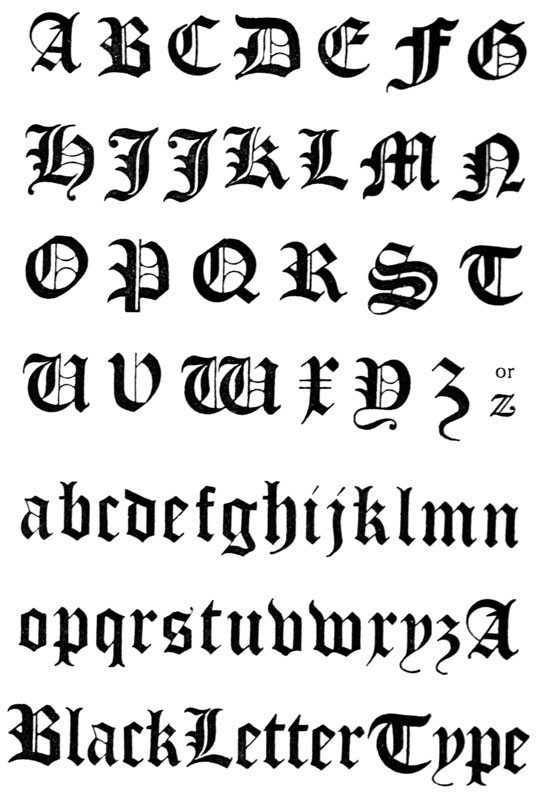 A B C D E F G
H I J K L M N
O P Q R S T
U V W X Y Z or z
abcdefghijklmn
opqrstuvwxyzA
BlackLetterType